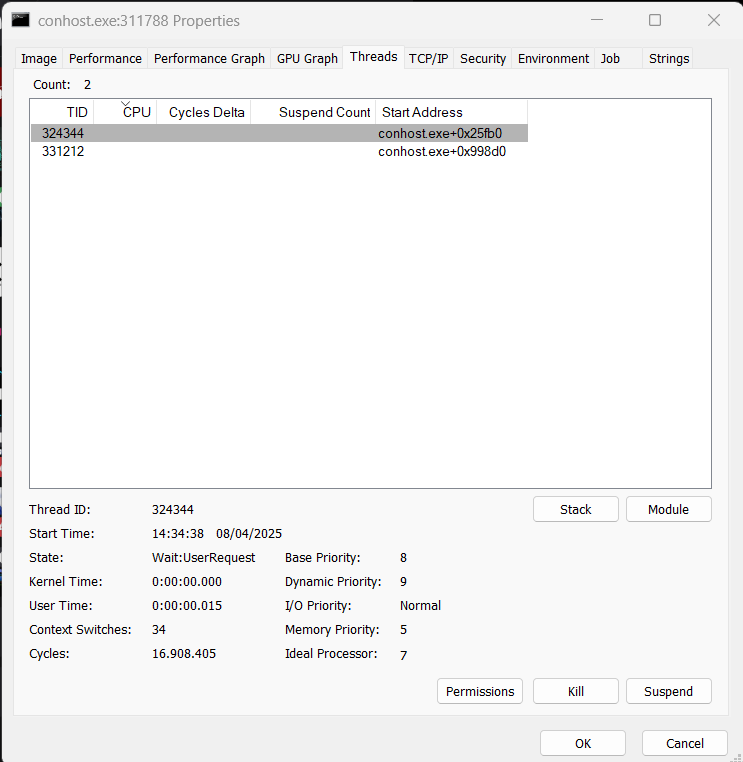 conhost.exe:311788 Properties
Image Performance Performance Graph GPU Graph Threads TCP/IP Security Environment Job Strings
Count: 2
TID CPU Cycles Delta Suspend Count Start Address
324344 conhost.exe+0x25fb0
331212 conhost.exe+0x998d0
Thread ID: 324344 Stack Module
Start Time: 14:34:38 08/04/2025
State: Wait:UserRequest Base Priority: 8
Kernel Time: 0:00:00.000 Dynamic Priority: 9
User Time: 0:00:00.015 I/O Priority: Normal
Context Switches: 34 Memory Priority: 5
Cycles: 16.908.405 Ideal Processor: 7
Permissions Kill Suspend
OK Cancel